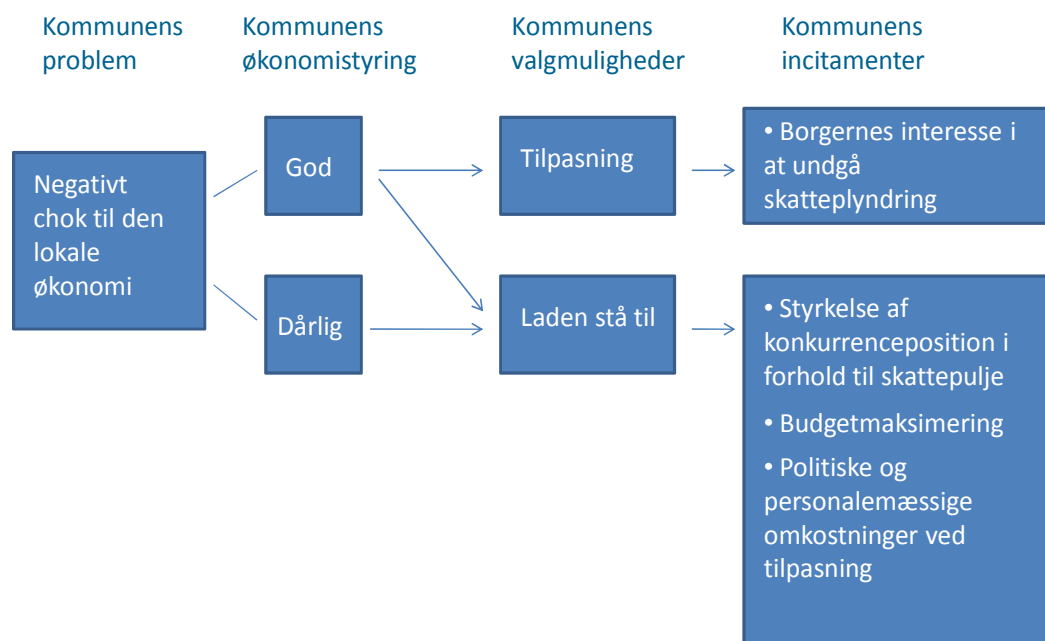 Kommunens
problem
Kommunens
økonomistyring
Kommunens
valgmuligheder
Kommunens
incitamenter
Negativt
chok til den
lokale
økonomi
God
Dårlig
Tilpasning
Laden stå til
• Borgernes interesse i
at undgå
skatteplyndring
• Styrkelse af
konkurrenceposition i
forhold til skattepulje
• Budgetmaksimering
• Politiske og
personalemæssige
omkostninger ved
tilpasning